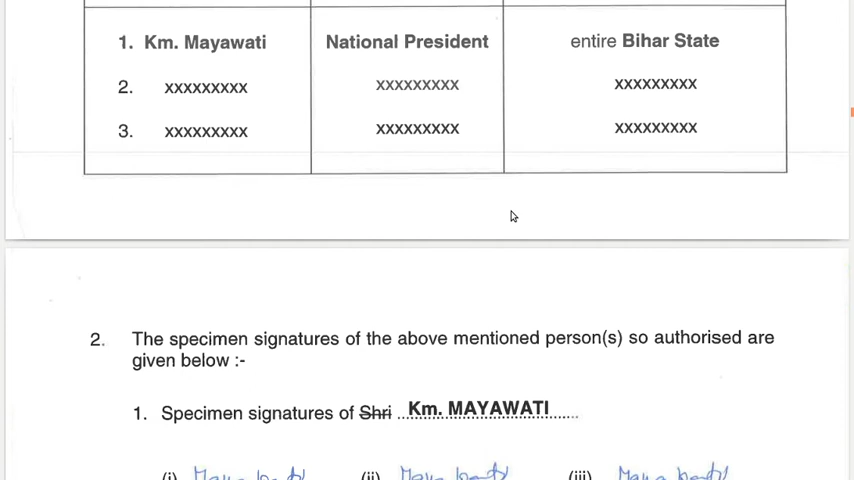 1. Km. Mayawati National President entire Bihar State
2. xxxxxxxxx xxxxxxxxx xxxxxxxxx
3. xxxxxxxxx xxxxxxxxx xxxxxxxxx
2. The specimen signatures of the above mentioned person(s) so authorised are
given below :-
1. Specimen signatures of Shri ..Km. MAYAWATI......
(i) (ii) (iii)